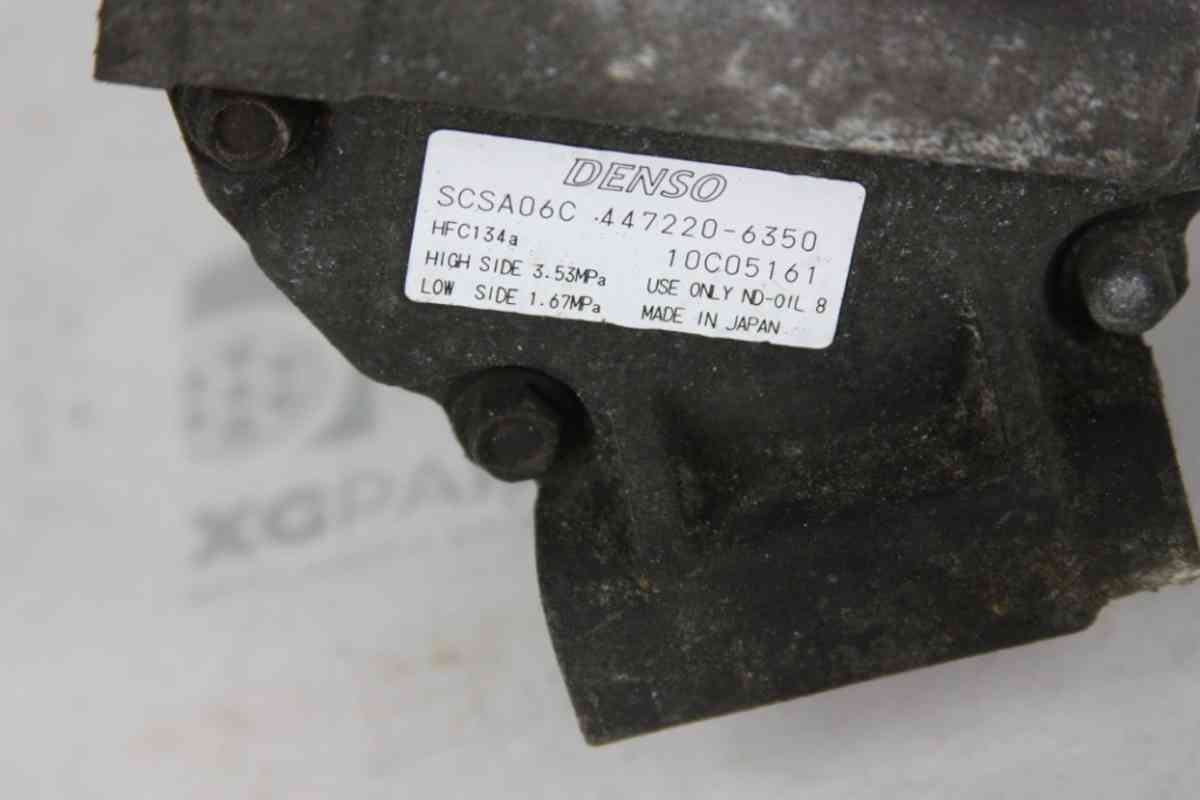 DENSO
SCSA06C 447220-6350
HFC134a 10C05161
HIGH SIDE 3.53MPa USE ONLY ND-OIL 8
LOW SIDE 1.67MPa MADE IN JAPAN